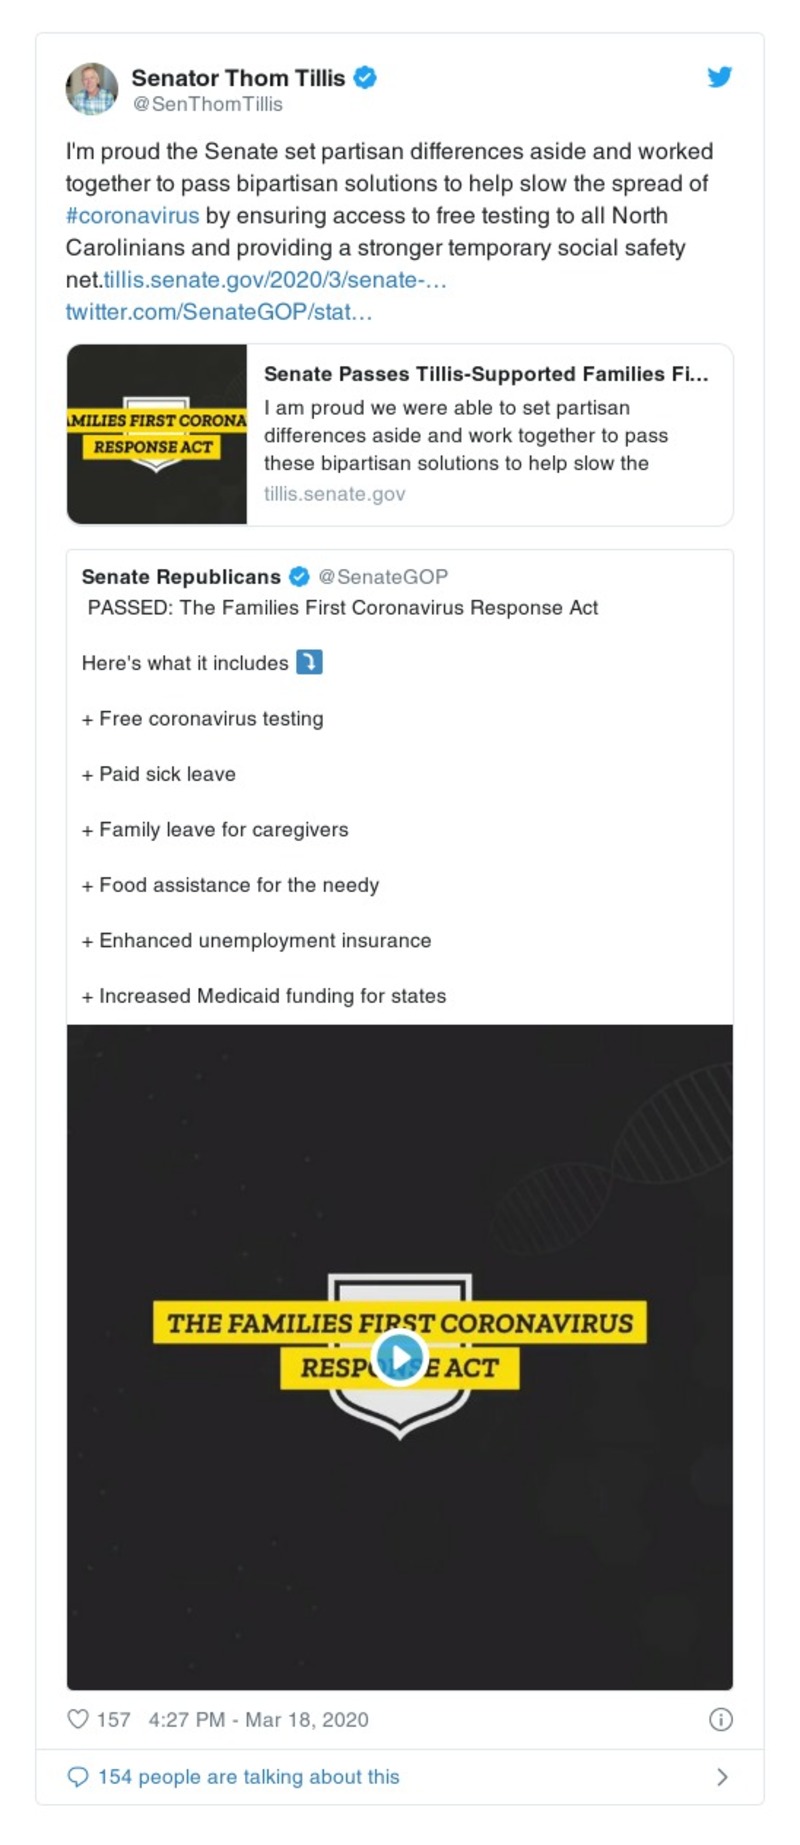 Senator Thom Tillis
@SenThomTillis
I'm proud the Senate set partisan differences aside and worked
together to pass bipartisan solutions to help slow the spread of
#coronavirus by ensuring access to free testing to all North
Carolinians and providing a stronger temporary social safety
net.tillis.senate.gov/2020/3/senate-…
twitter.com/SenateGOP/stat…
MILIES FIRST CORONA
RESPONSE ACT
Senate Passes Tillis-Supported Families Fi...
I am proud we were able to set partisan
differences aside and work together to pass
these bipartisan solutions to help slow the
tillis.senate.gov
Senate Republicans @SenateGOP
PASSED: The Families First Coronavirus Response Act
Here's what it includes ⤵️
+ Free coronavirus testing
+ Paid sick leave
+ Family leave for caregivers
+ Food assistance for the needy
+ Enhanced unemployment insurance
+ Increased Medicaid funding for states
THE FAMILIES FIRST CORONAVIRUS
RESPONSE ACT
157 4:27 PM - Mar 18, 2020
154 people are talking about this